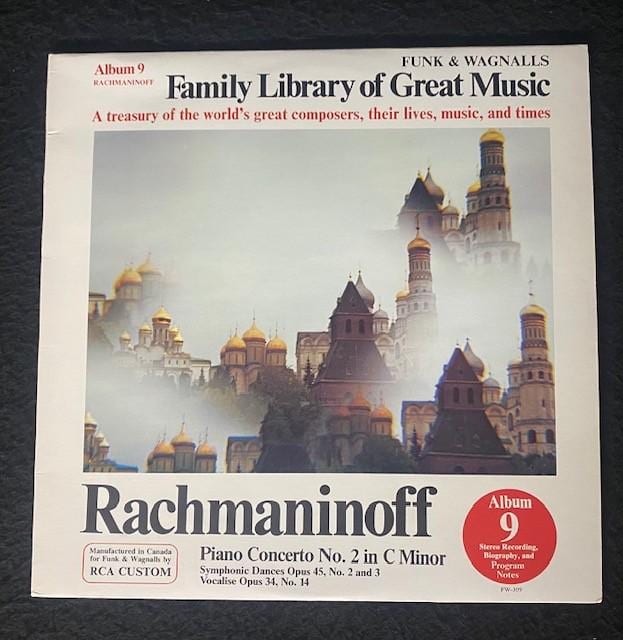 Album 9
RACHMANINOFF
FUNK & WAGNALLS
Family Library of Great Music
A treasury of the world's great composers, their lives, music, and times
Rachmaninoff
Manufactured in Canada
for Funk & Wagnalls by
RCA CUSTOM
Piano Concerto No. 2 in C Minor
Symphonic Dances Opus 45, No. 2 and 3
Vocalise Opus 34, No. 14
Album
9
Stereo Recording,
Biography, and
Program
Notes
FW-309